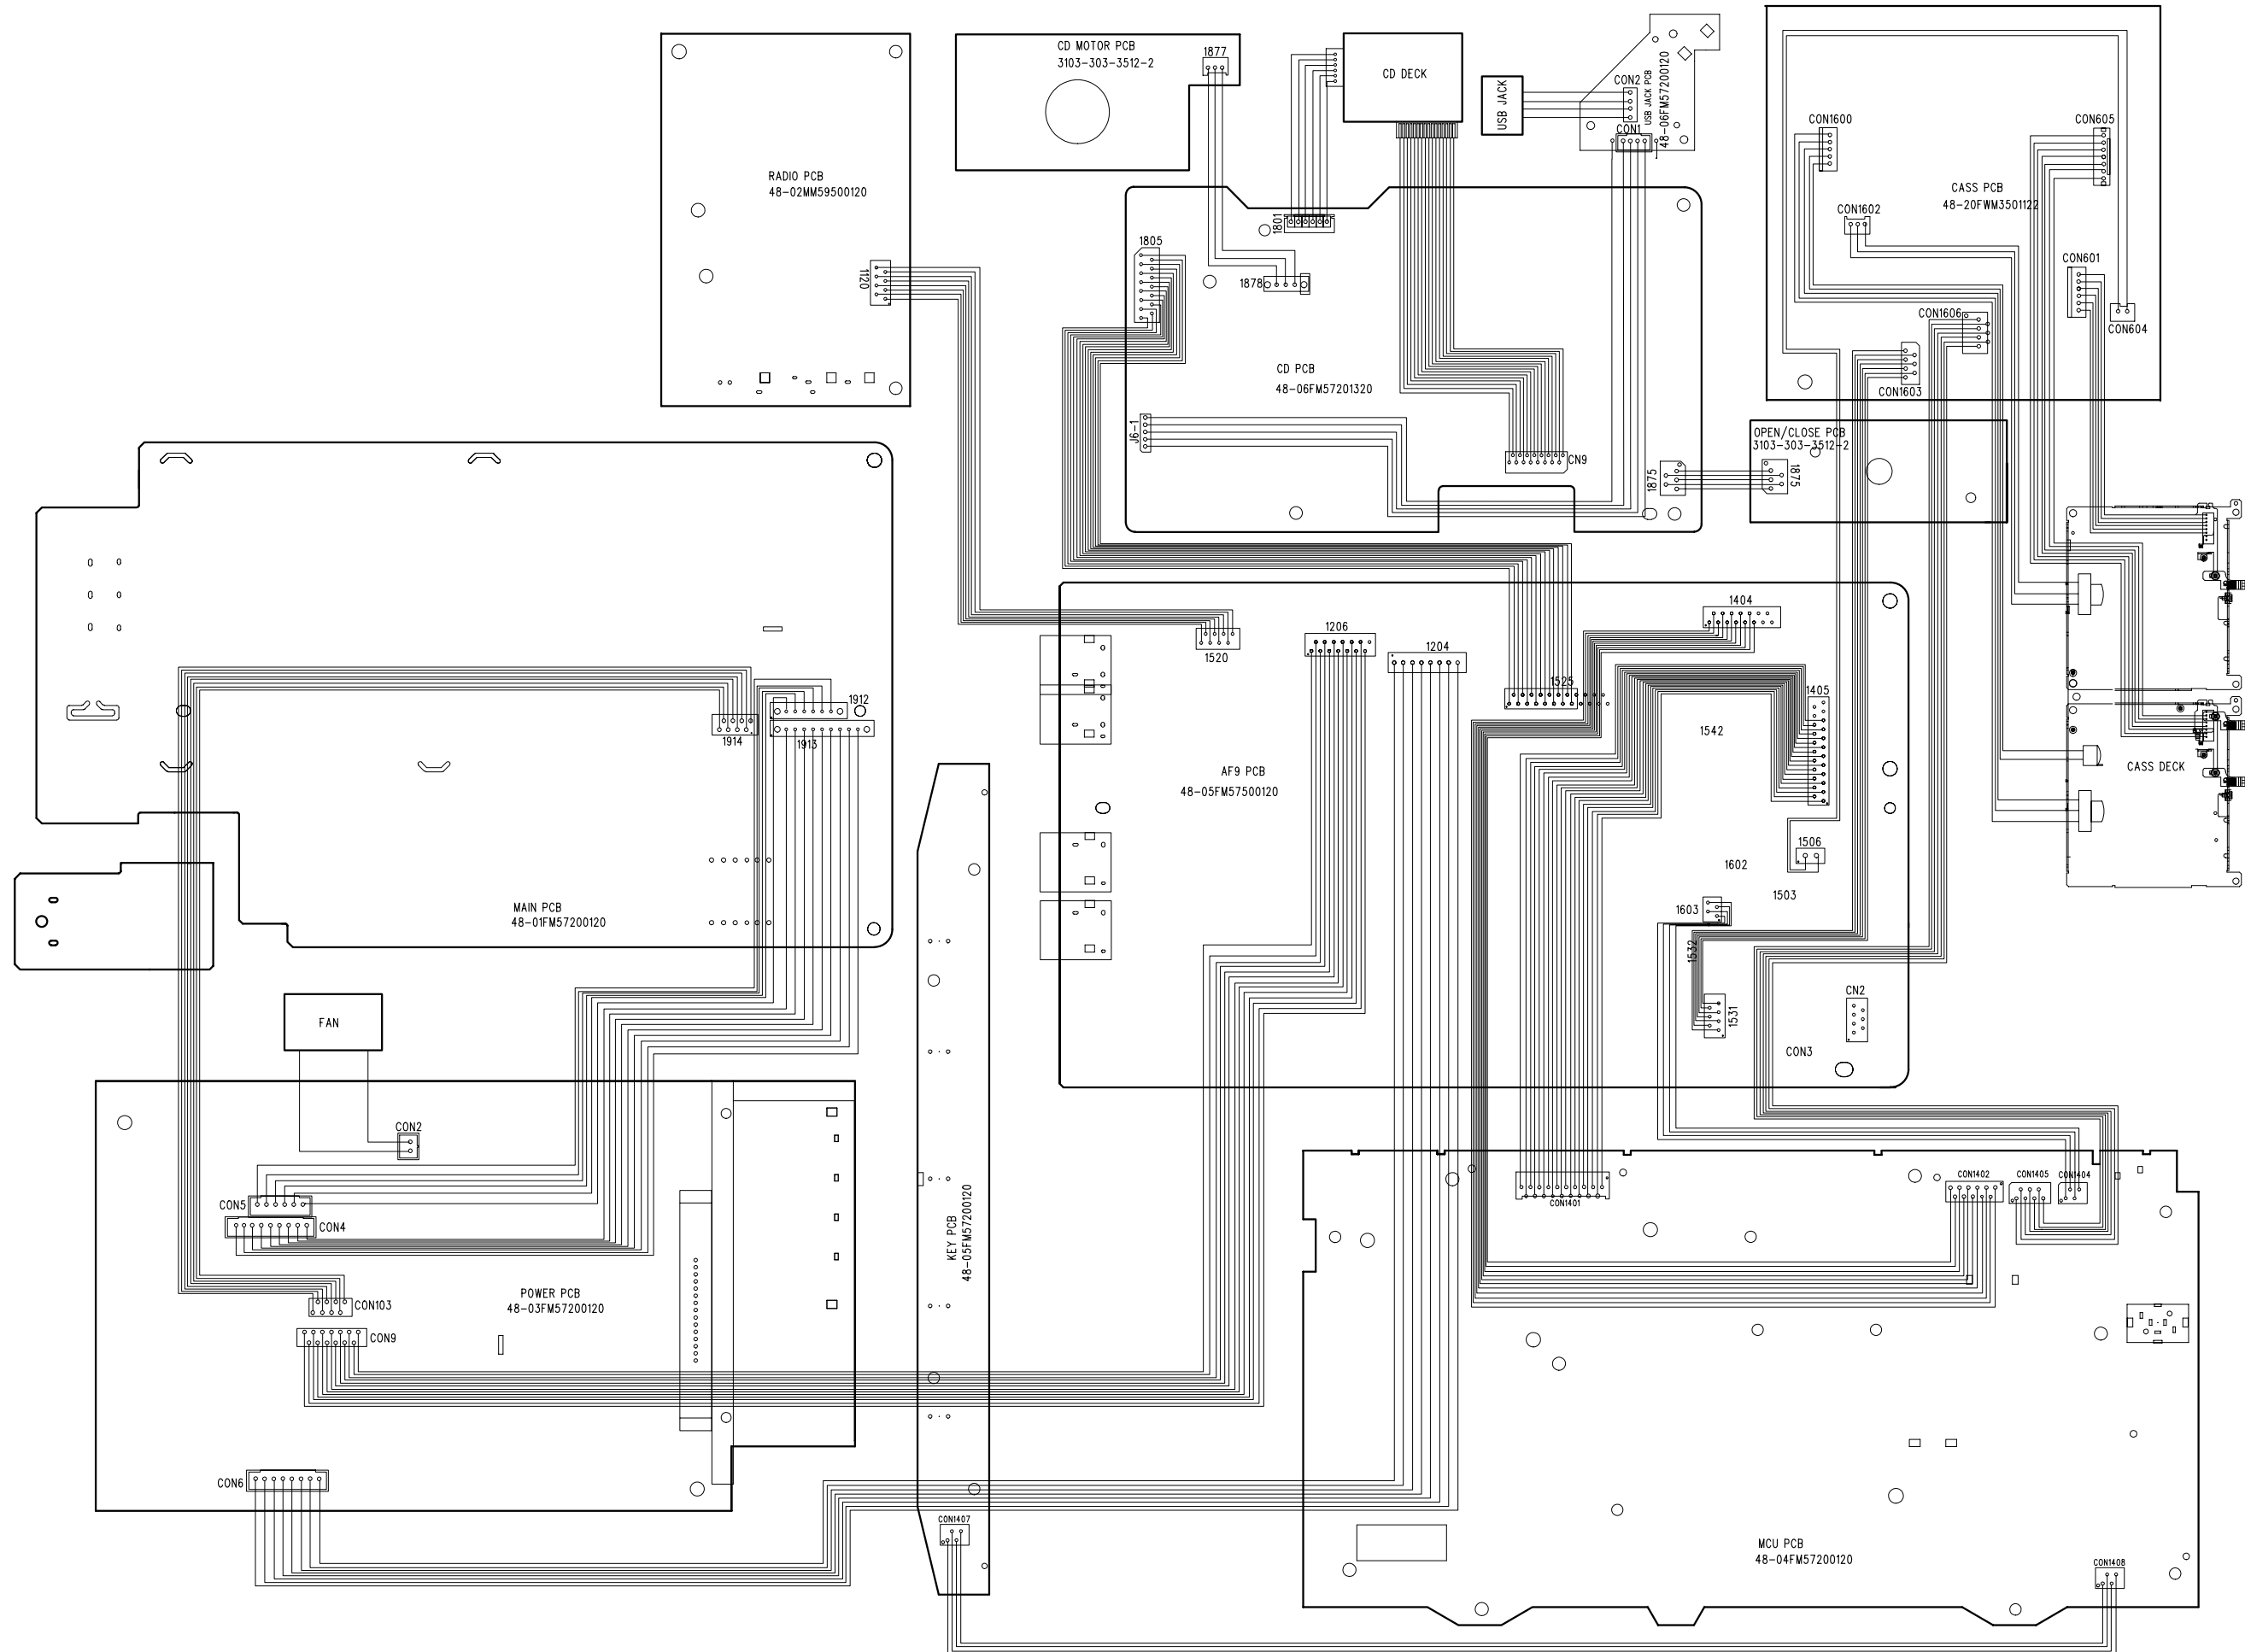 CD MOTOR PCB
3103-303-3512-2
1877
CD DECK
USB JACK
CON2
USB JACK PCB
48-06FM57200120
CON1
CON1600
CON605
RADIO PCB
48-02MM59500120
CASS PCB
48-20FWM3501122
CON1602
1801
1805
1120
1878
CON601
CON1606
CON604
CD PCB
48-06FM57201320
CON1603
J6-1
CN9
OPEN/CLOSE PCB
3103-303-3512-2
1875
1875
1404
1206
1204
1520
1525
1405
1912
1914
1913
1542
AF9 PCB
48-05FM57500120
CASS DECK
1506
1602
1503
1603
MAIN PCB
48-01FM57200120
1532
CN2
1531
FAN
CON3
CON2
CON1401
CON1402
CON1405
CON1404
CON5
CON4
KEY PCB
48-05FM57200120
POWER PCB
48-03FM57200120
CON103
CON9
CON6
CON1407
MCU PCB
48-04FM57200120
CON1408